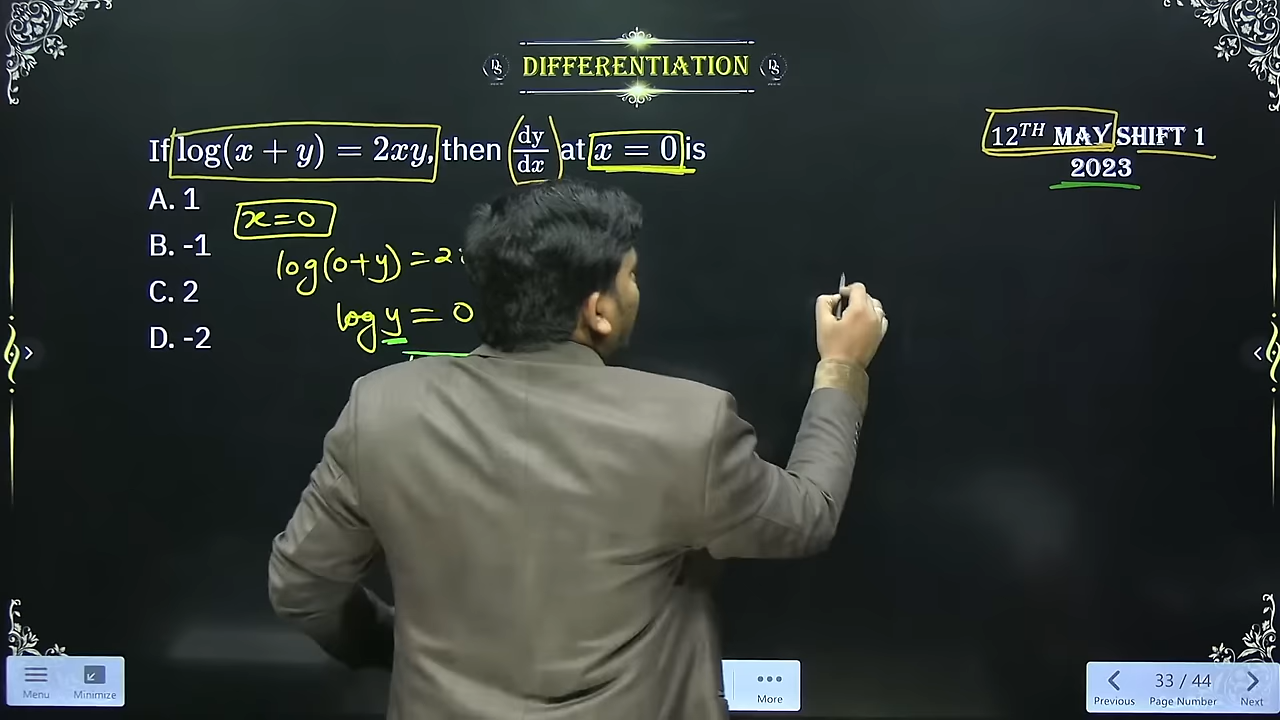 DIFFERENTIATION
12TH MAY SHIFT 1
2023
If log(x + y) = 2xy, then (dy/dx) at x = 0 is
A. 1
B. -1
C. 2
D. -2
x=0
log(0+y) = 2
log y = 0
Menu
Minimize
More
Previous
33 / 44
Page Number
Next